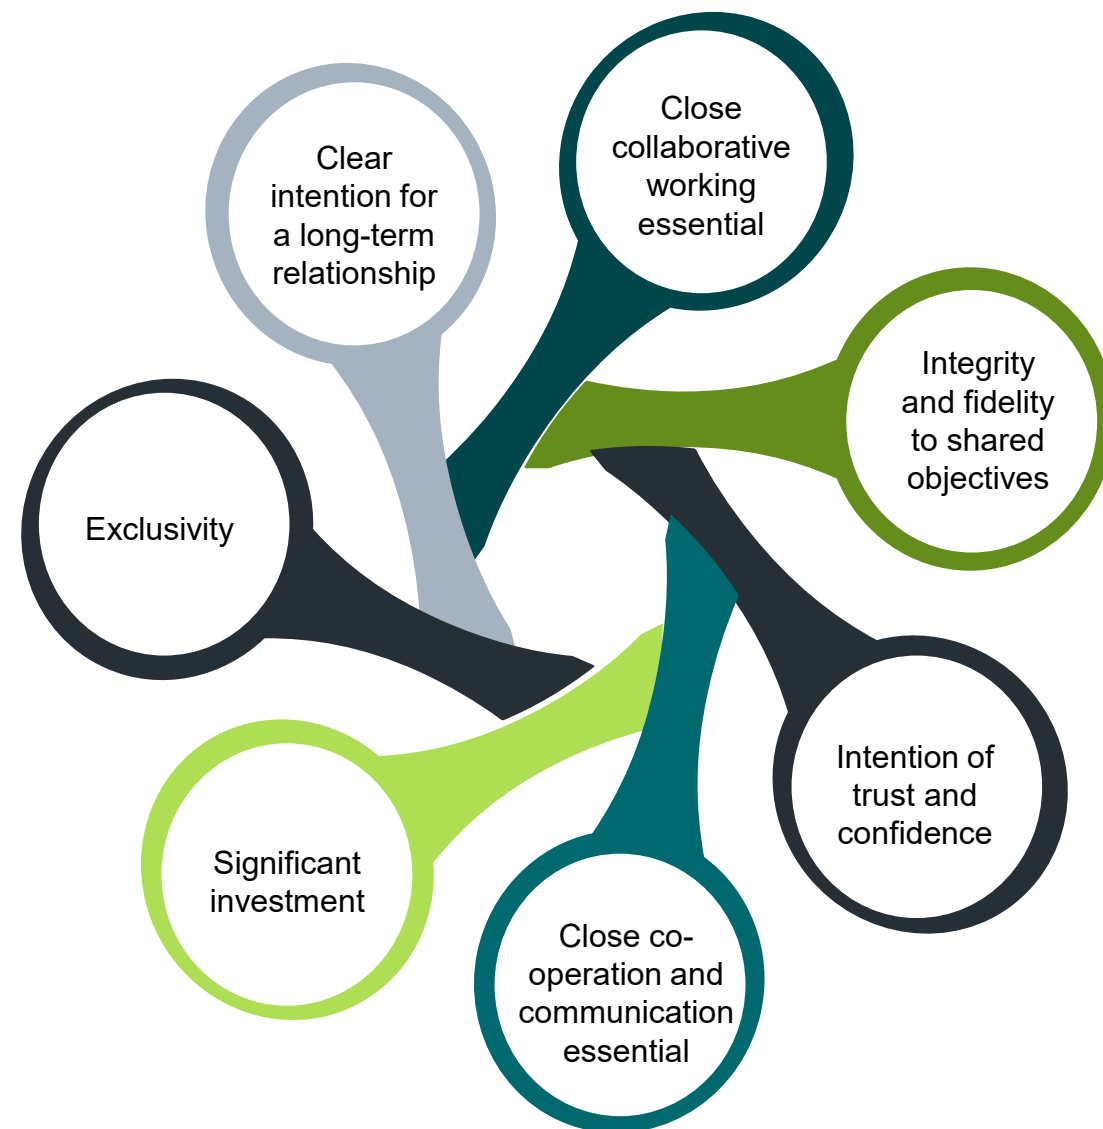 Close
collaborative
working
essential
Clear
intention for
a long-term
relationship
Integrity
and fidelity
to shared
objectives
Exclusivity
Intention of
trust and
confidence
Significant
investment
Close co-
operation and
communication
essential